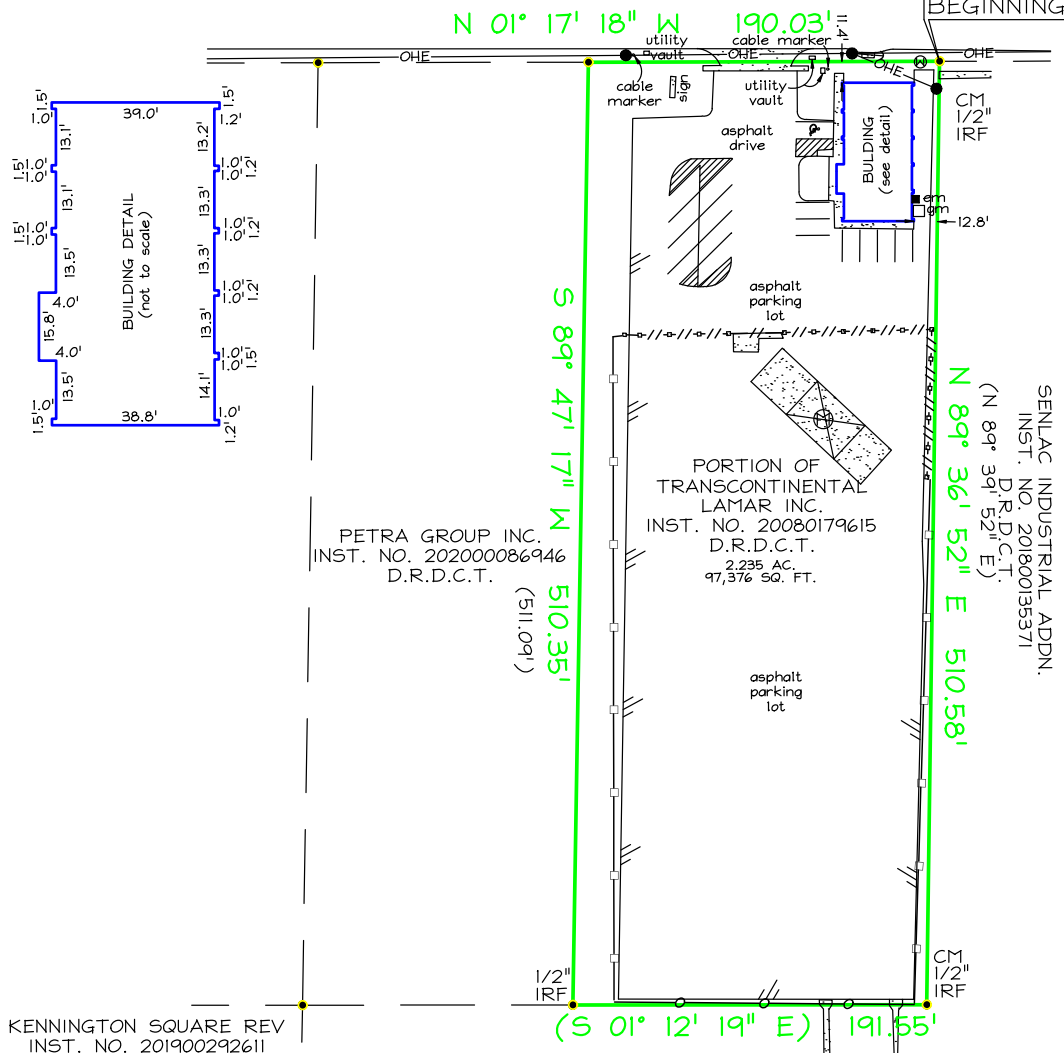 BEGINNING
N 01° 17' 18" W 190.03'
11.4'
OHE
OHE
OHE
OHE
utility
vault
cable marker
cable
marker
sign
utility
vault
CM
1/2"
IRF
asphalt
drive
BULDING
(see detail)
em
gm
12.8'
asphalt
parking
lot
1.5'
1.0'
39.0'
1.5'
1.2'
13.1'
13.2'
1.5'
1.0'
1.0'
1.0'
1.0'
1.2'
13.1'
13.3'
1.5'
1.0'
1.0'
1.0'
1.0'
1.2'
BUILDING DETAIL
(not to scale)
13.5'
13.3'
4.0'
1.0'
1.0'
1.2'
15.8'
13.3'
4.0'
1.0'
1.0'
1.5'
13.5'
14.1'
1.0'
1.5'
38.8'
1.0'
1.2'
S 89° 47' 17" W 510.35'
(511.09')
N 89° 36' 52" E 510.58'
(N 89° 39' 52" E)
SENLAC INDUSTRIAL ADDN.
INST. NO. 201800135371
D.R.D.C.T.
PORTION OF
TRANSCONTINENTAL
LAMAR INC.
INST. NO. 20080179615
D.R.D.C.T.
2.235 AC.
97,376 SQ. FT.
PETRA GROUP INC.
INST. NO. 202000086946
D.R.D.C.T.
asphalt
parking
lot
1/2"
IRF
CM
1/2"
IRF
(S 01° 12' 19" E) 191.55'
KENNINGTON SQUARE REV
INST. NO. 201900292611